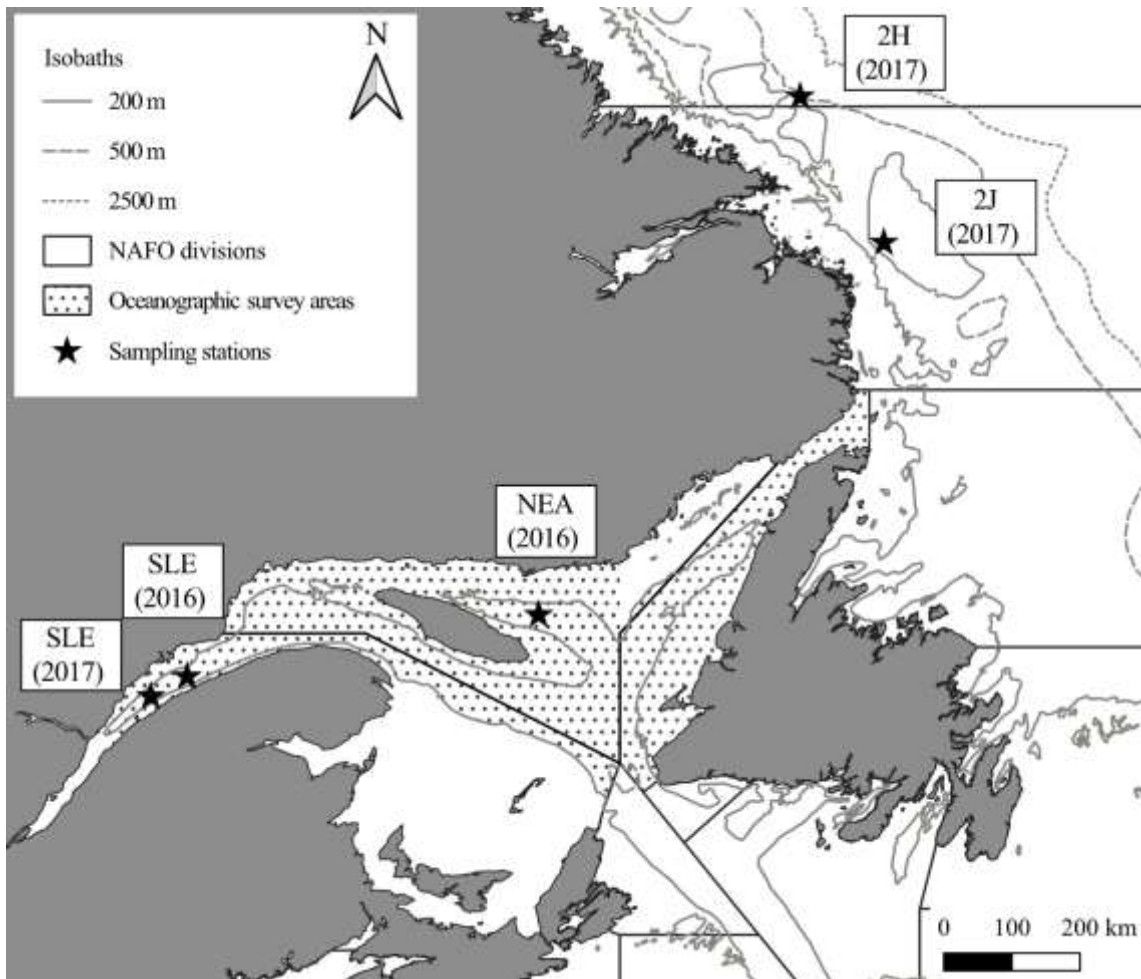 Isobaths
200 m
500 m
2500 m
NAFO divisions
Oceanographic survey areas
Sampling stations
N
2H
(2017)
2J
(2017)
NEA
(2016)
SLE
(2016)
SLE
(2017)
0 100 200 km